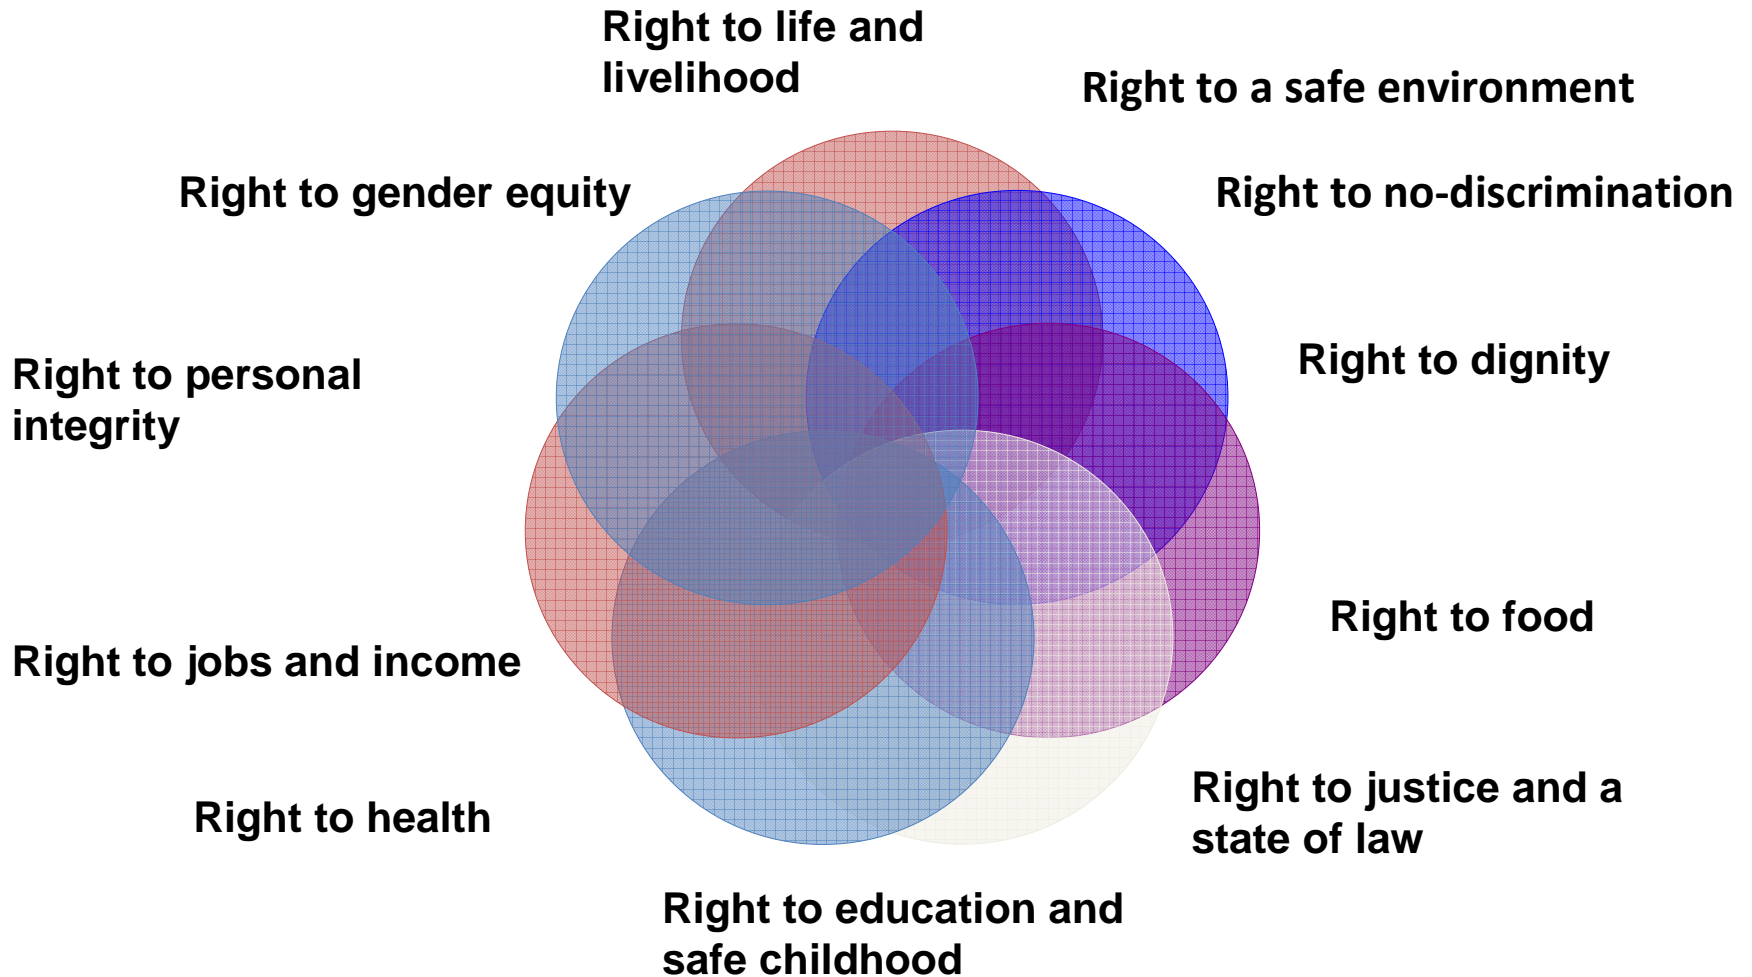 Right to life and
livelihood
Right to a safe environment
Right to gender equity
Right to no-discrimination
Right to personal
integrity
Right to dignity
Right to food
Right to jobs and income
Right to health
Right to justice and a
state of law
Right to education and
safe childhood